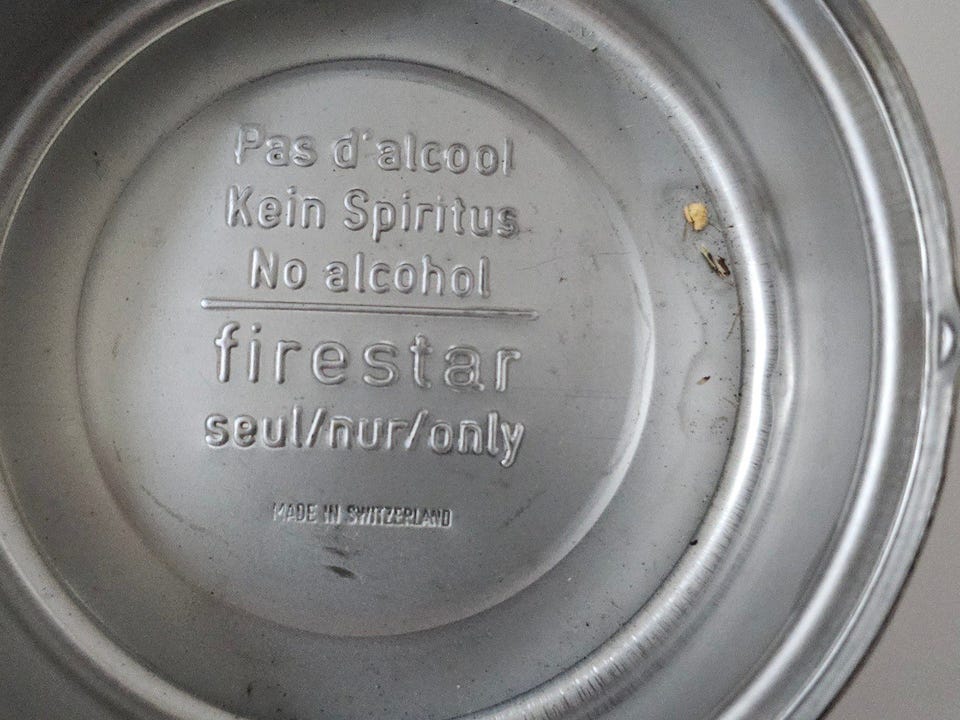 Pas d'alcool
Kein Spiritus
No alcohol
firestar
seul/nur/only
MADE IN SWITZERLAND